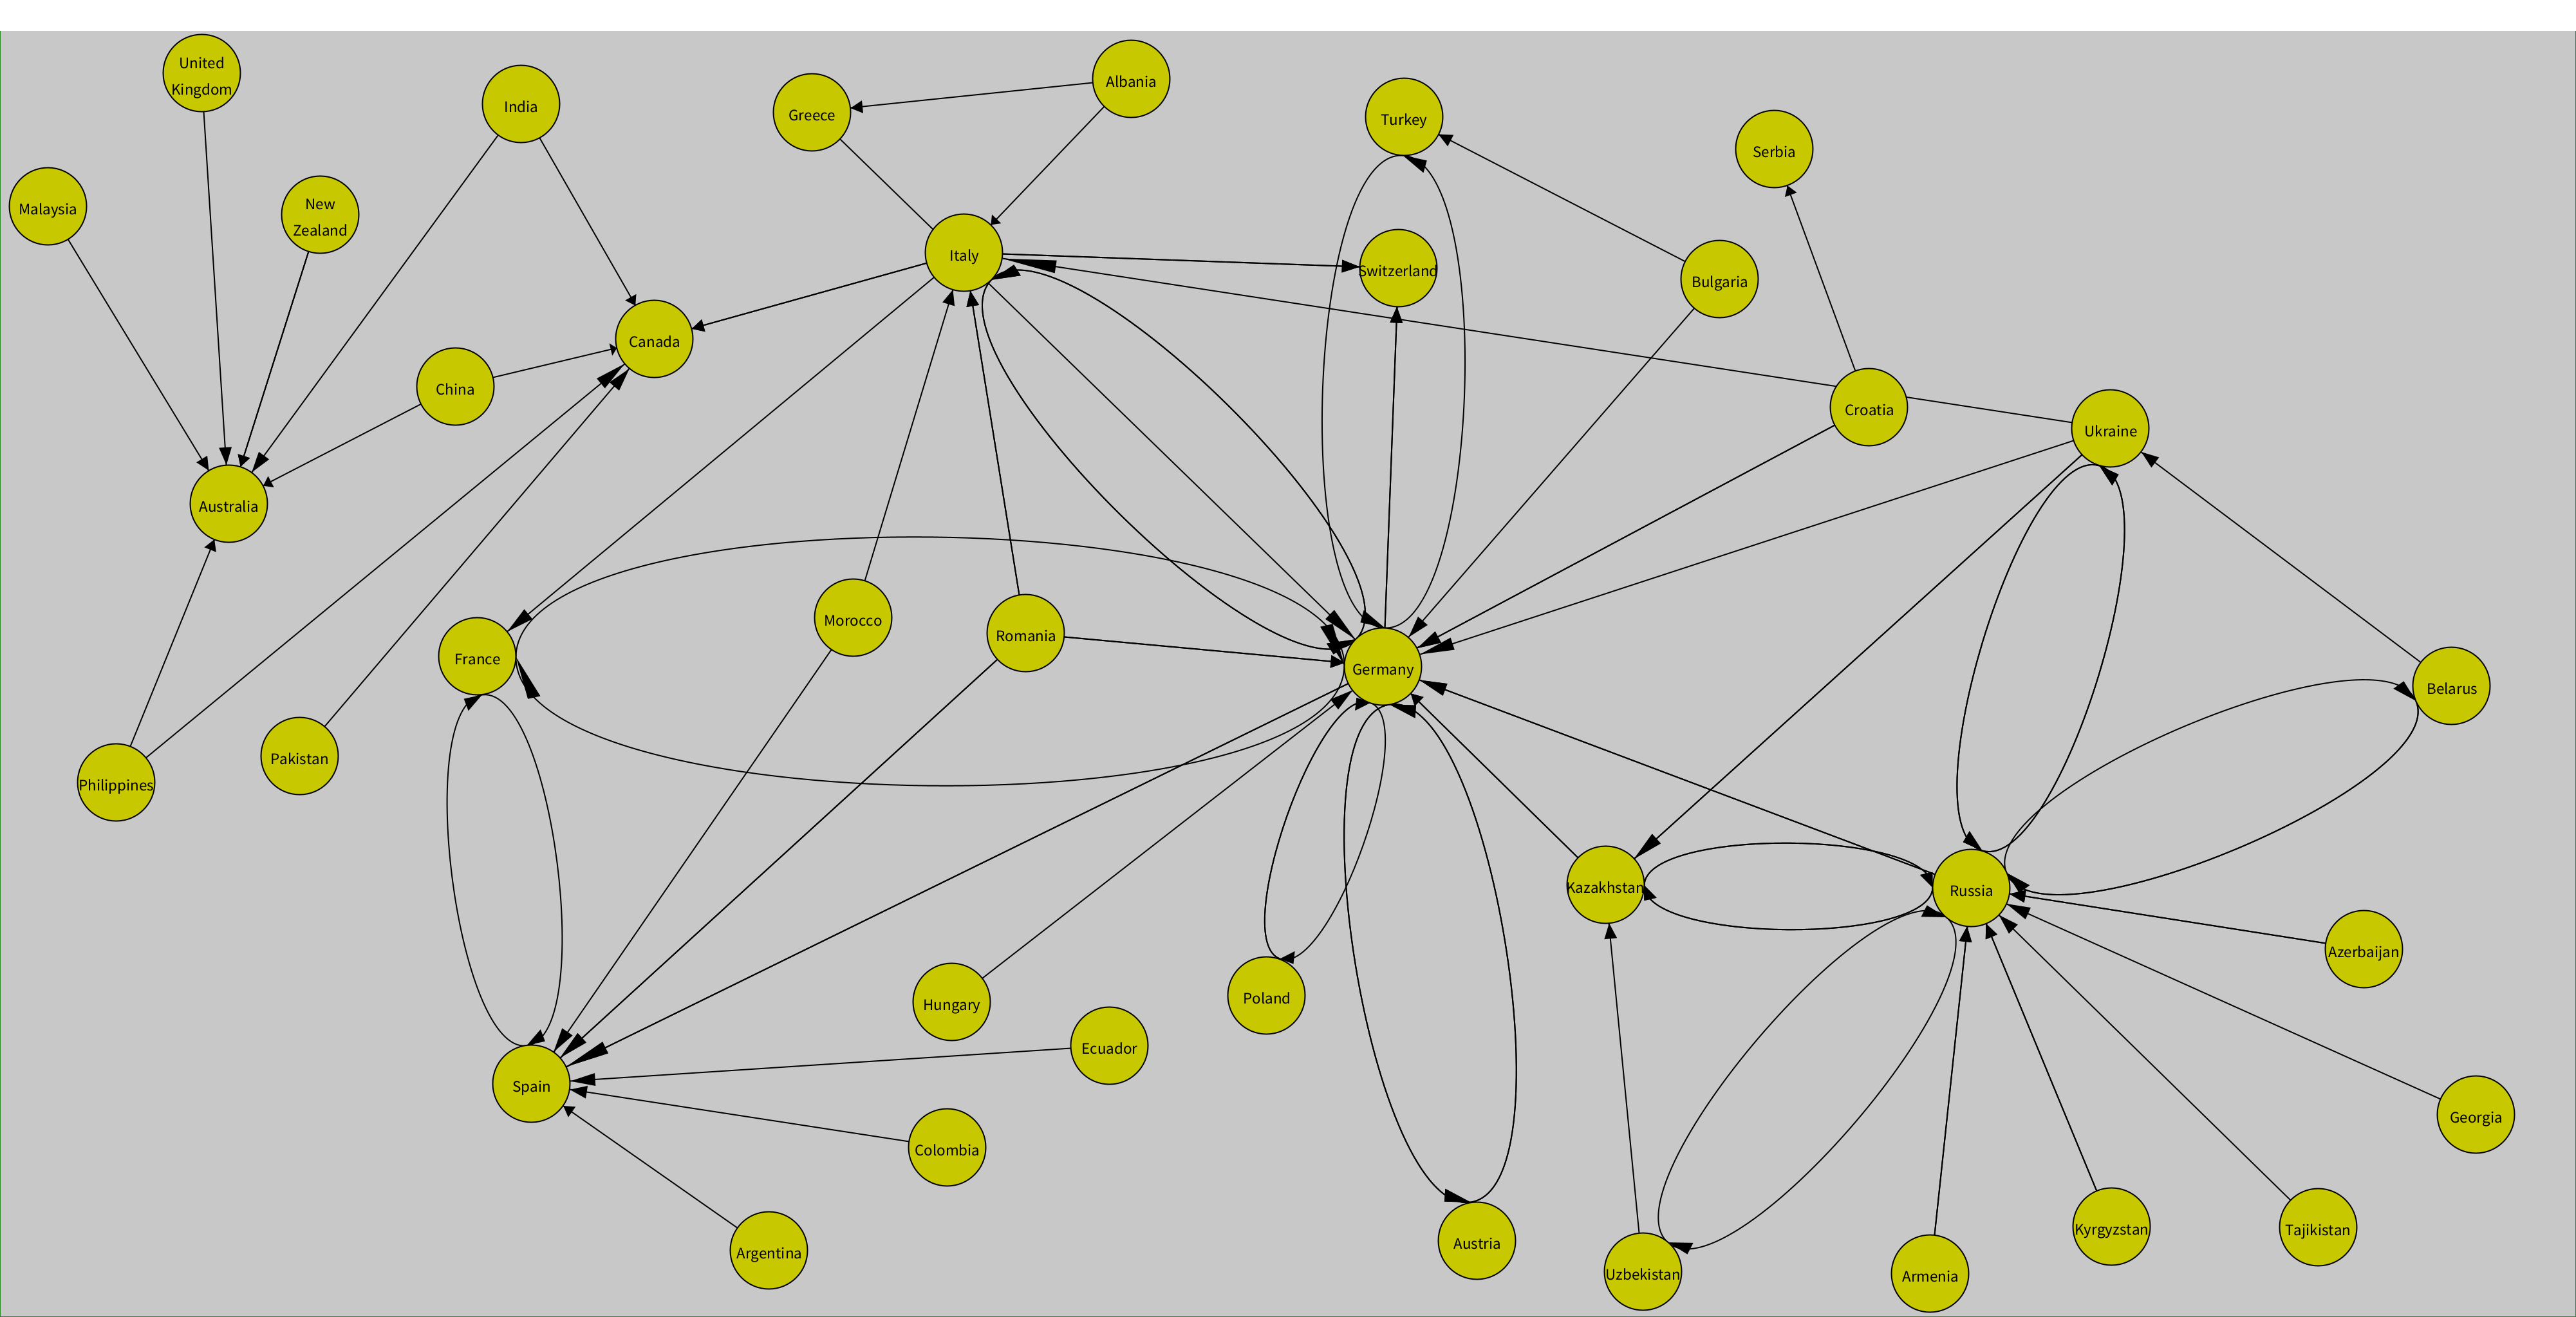 United
Kingdom
India
Albania
Greece
Turkey
Serbia
Malaysia
New
Zealand
Italy
Switzerland
Bulgaria
Canada
China
Croatia
Ukraine
Australia
Morocco
Romania
France
Germany
Belarus
Pakistan
Philippines
Kazakhstan
Russia
Azerbaijan
Poland
Hungary
Ecuador
Spain
Georgia
Colombia
Argentina
Austria
Kyrgyzstan
Tajikistan
Uzbekistan
Armenia